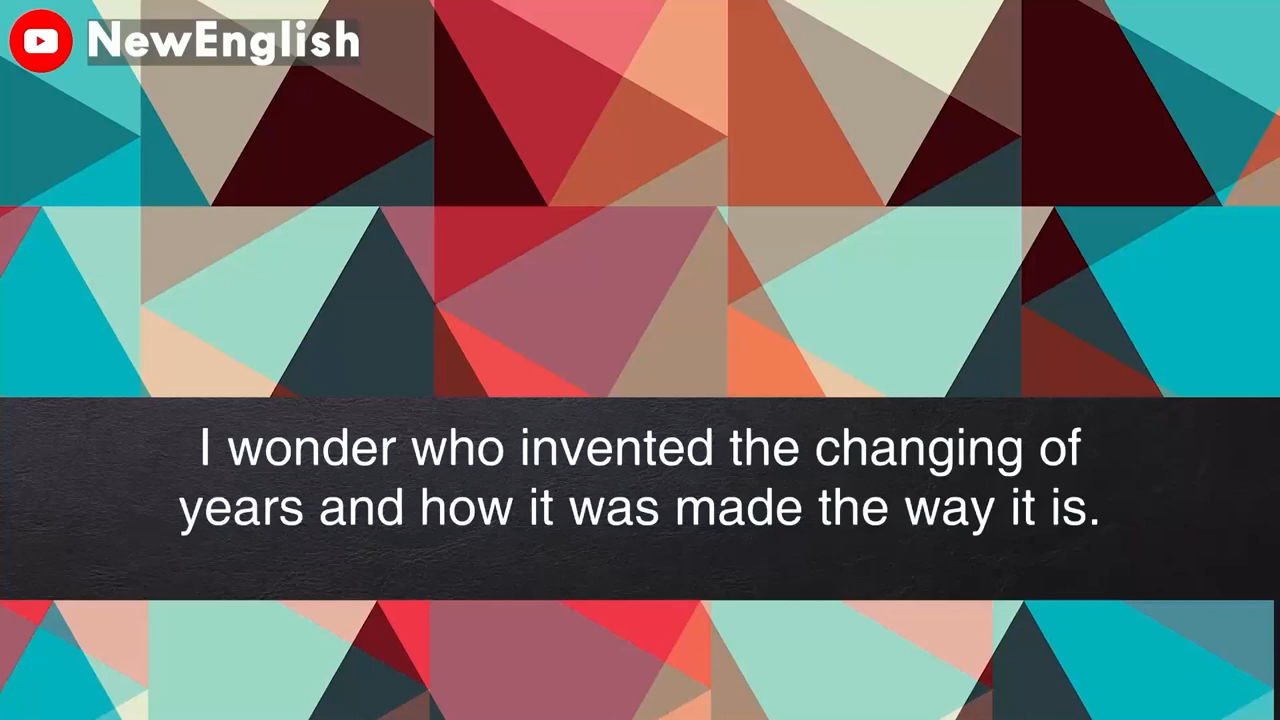 NewEnglish
I wonder who invented the changing of
years and how it was made the way it is.